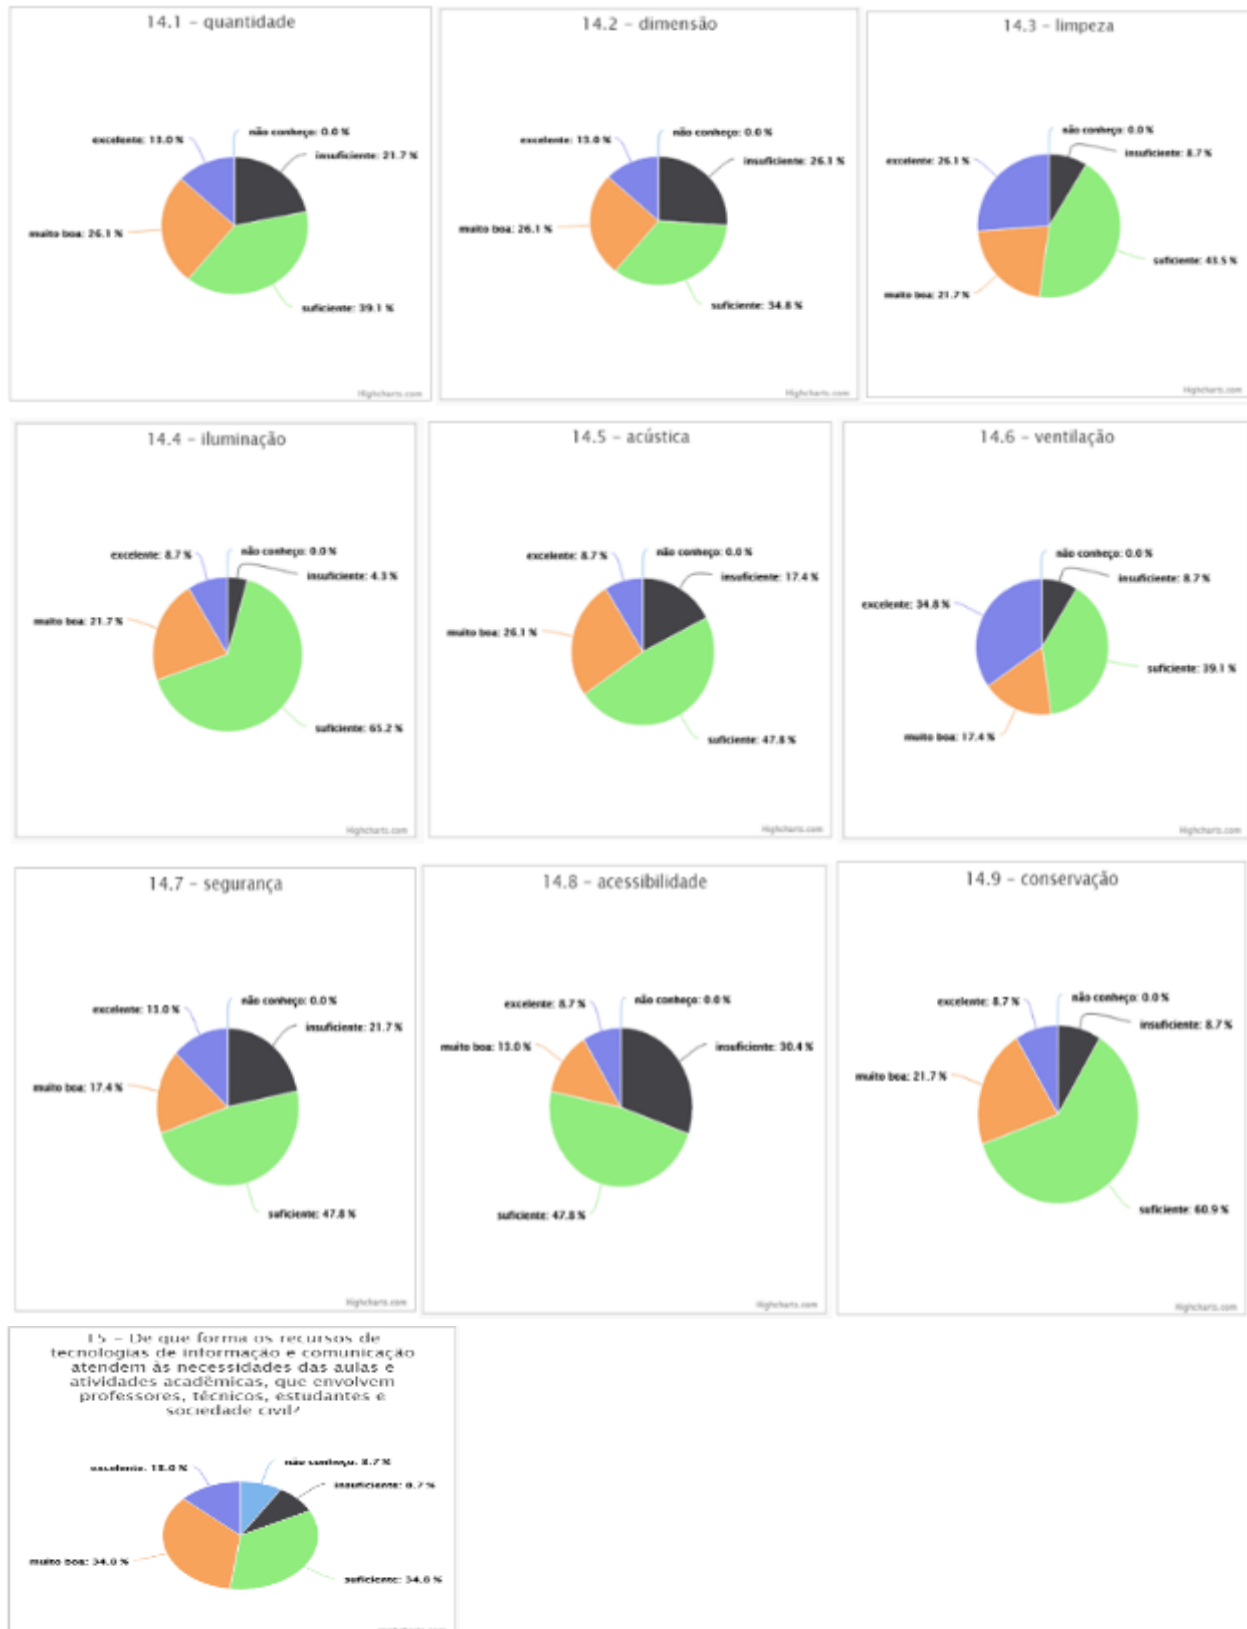 14.1 – quantidade
não conheço: 0.0 %
excelente: 13.0 %
insuficiente: 21.7 %
muito boa: 26.1 %
suficiente: 39.1 %
Highcharts.com
14.2 – dimensão
não conheço: 0.0 %
excelente: 13.0 %
insuficiente: 26.1 %
muito boa: 26.1 %
suficiente: 34.8 %
Highcharts.com
14.3 – limpeza
não conheço: 0.0 %
insuficiente: 8.7 %
excelente: 26.1 %
suficiente: 43.5 %
muito boa: 21.7 %
Highcharts.com
14.4 – iluminação
não conheço: 0.0 %
excelente: 8.7 %
insuficiente: 4.3 %
muito boa: 21.7 %
suficiente: 65.2 %
Highcharts.com
14.5 – acústica
não conheço: 0.0 %
excelente: 8.7 %
insuficiente: 17.4 %
muito boa: 26.1 %
suficiente: 47.8 %
Highcharts.com
14.6 – ventilação
não conheço: 0.0 %
insuficiente: 8.7 %
excelente: 34.8 %
suficiente: 39.1 %
muito boa: 17.4 %
Highcharts.com
14.7 – segurança
não conheço: 0.0 %
excelente: 13.0 %
insuficiente: 21.7 %
muito boa: 17.4 %
suficiente: 47.8 %
Highcharts.com
14.8 – acessibilidade
não conheço: 0.0 %
excelente: 8.7 %
insuficiente: 30.4 %
muito boa: 13.0 %
suficiente: 47.8 %
Highcharts.com
14.9 – conservação
não conheço: 0.0 %
excelente: 8.7 %
insuficiente: 8.7 %
muito boa: 21.7 %
suficiente: 60.9 %
Highcharts.com
15 – De que forma os recursos de
tecnologias de informação e comunicação
atendem às necessidades das aulas e
atividades acadêmicas, que envolvem
professores, técnicos, estudantes e
sociedade civil?
não conheço: 8.7 %
excelente: 13.0 %
insuficiente: 8.7 %
muito boa: 34.8 %
suficiente: 34.8 %